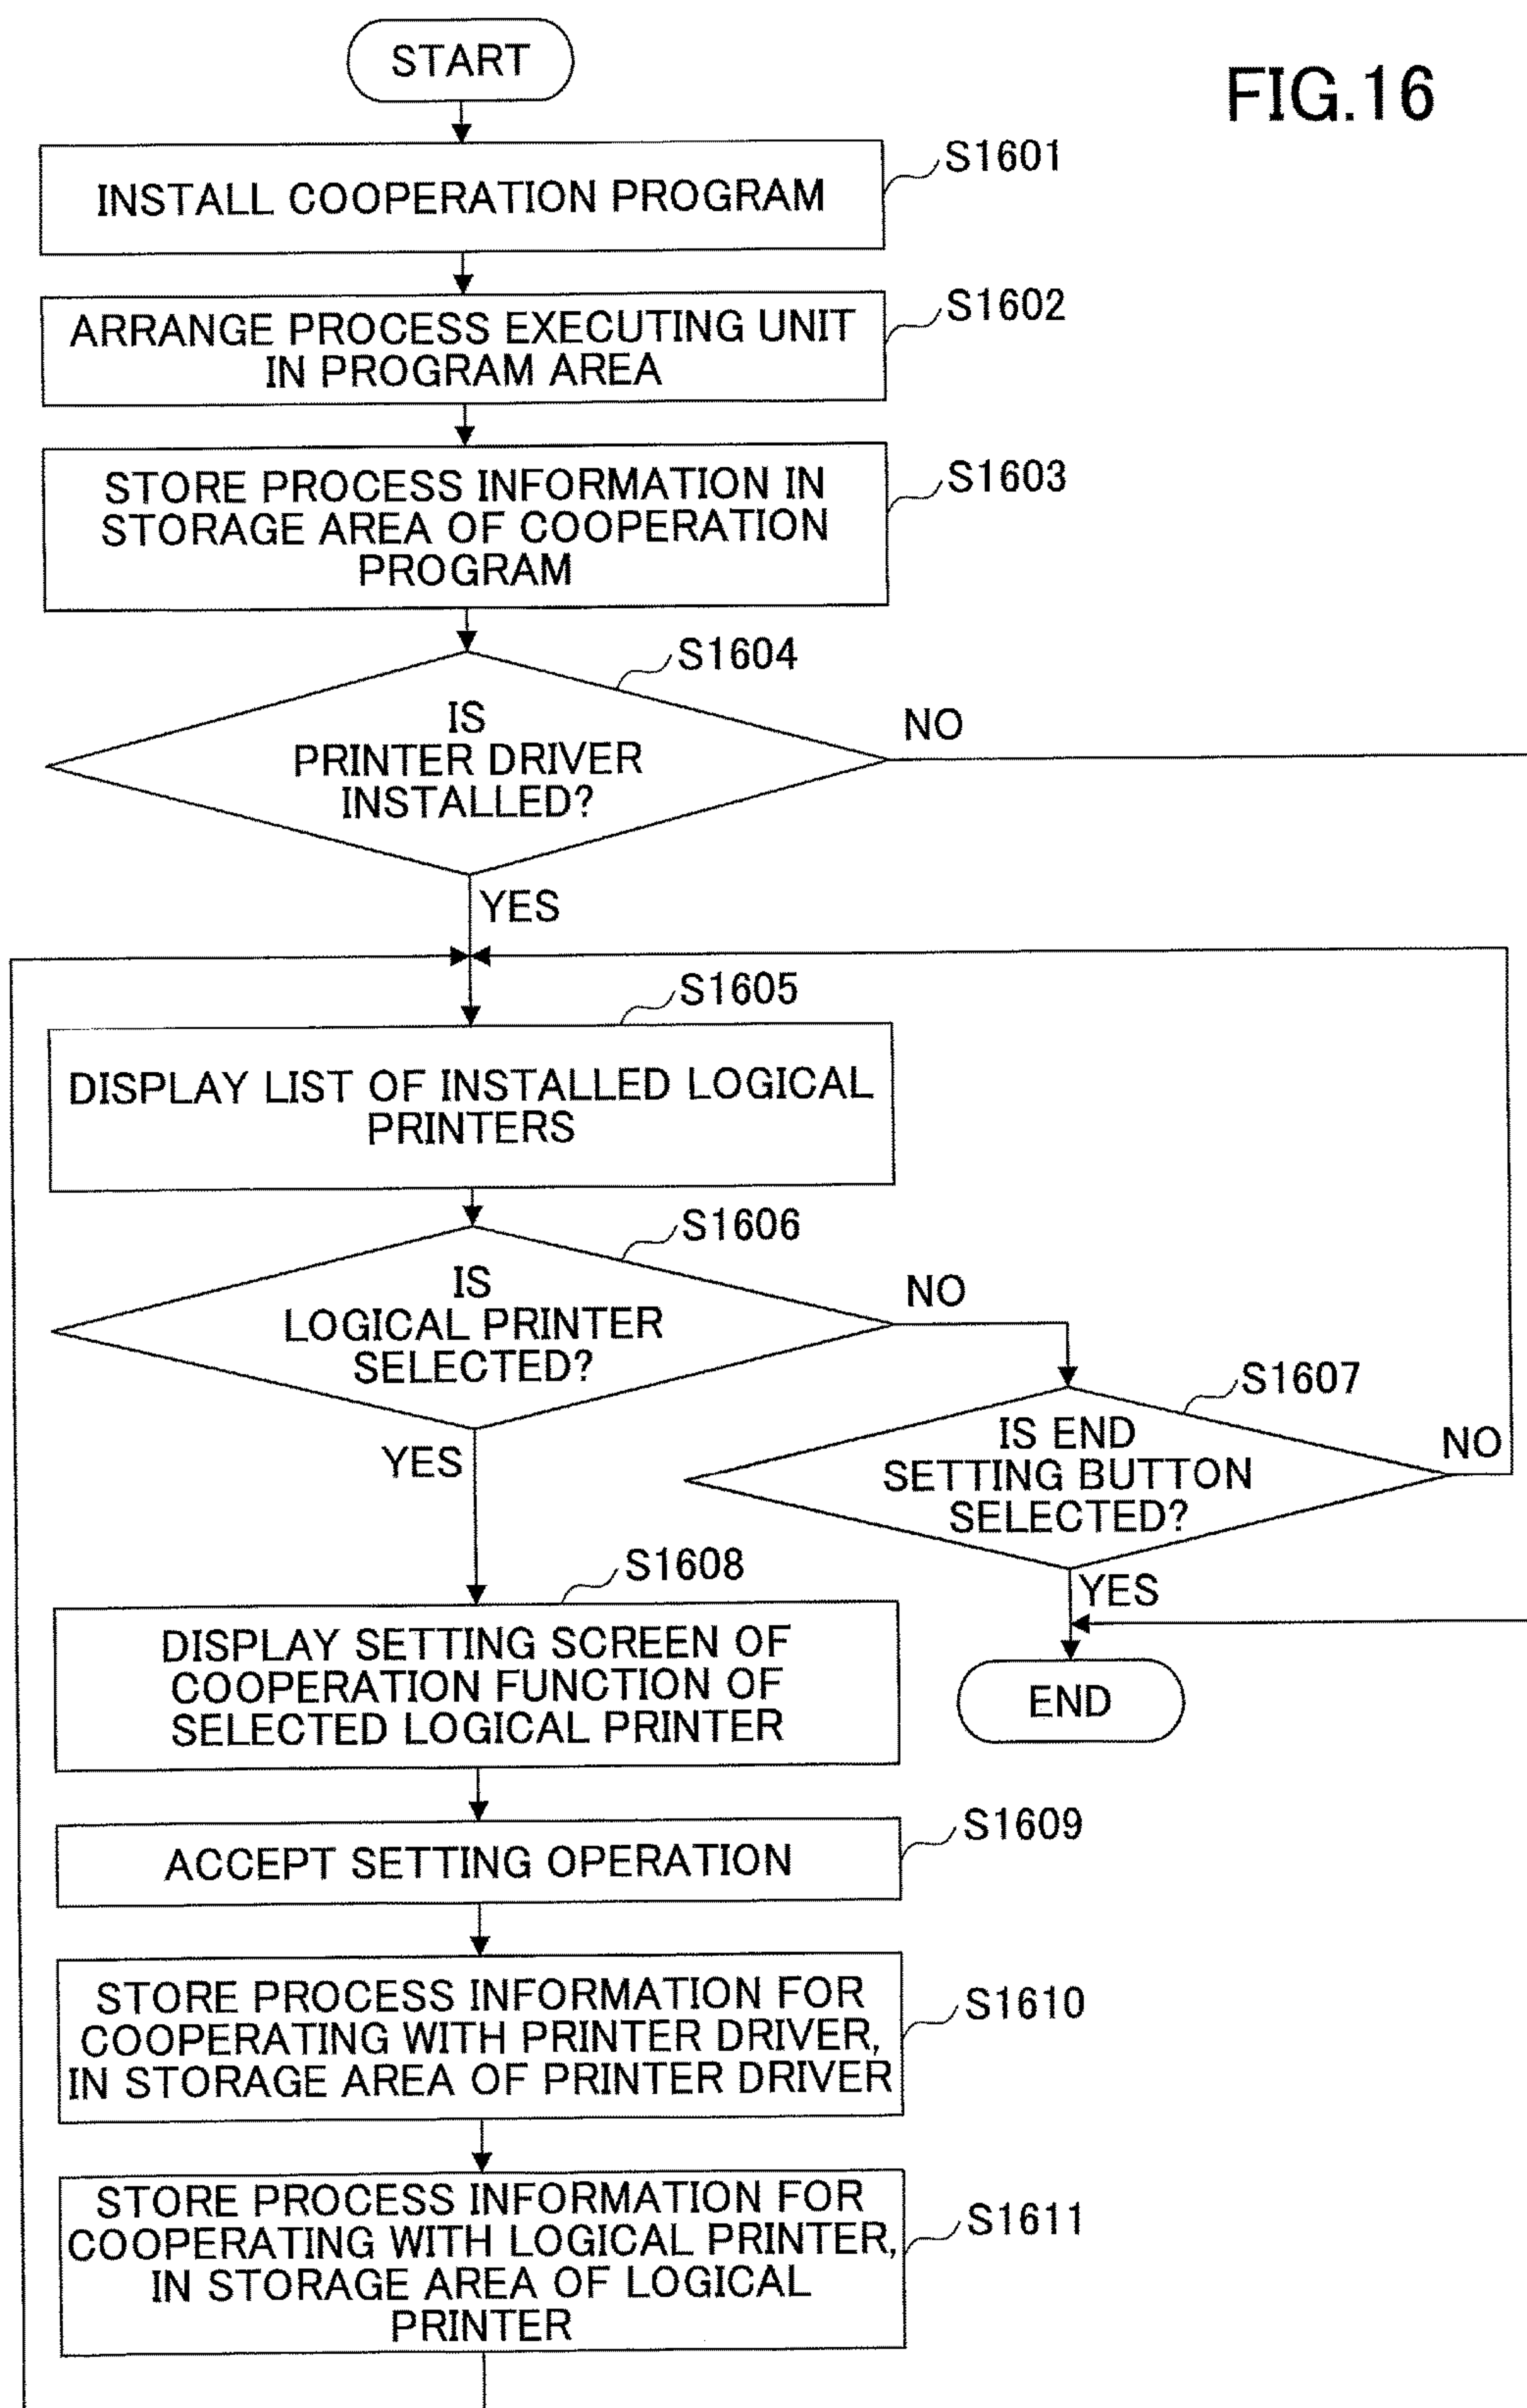 START
FIG.16
INSTALL COOPERATION PROGRAM
S1601
ARRANGE PROCESS EXECUTING UNIT
IN PROGRAM AREA
S1602
STORE PROCESS INFORMATION IN
STORAGE AREA OF COOPERATION
PROGRAM
S1603
S1604
IS
PRINTER DRIVER
INSTALLED?
NO
YES
S1605
DISPLAY LIST OF INSTALLED LOGICAL
PRINTERS
S1606
IS
LOGICAL PRINTER
SELECTED?
NO
YES
S1607
IS END
SETTING BUTTON
SELECTED?
NO
YES
END
S1608
DISPLAY SETTING SCREEN OF
COOPERATION FUNCTION OF
SELECTED LOGICAL PRINTER
ACCEPT SETTING OPERATION
S1609
STORE PROCESS INFORMATION FOR
COOPERATING WITH PRINTER DRIVER,
IN STORAGE AREA OF PRINTER DRIVER
S1610
STORE PROCESS INFORMATION FOR
COOPERATING WITH LOGICAL PRINTER,
IN STORAGE AREA OF LOGICAL
PRINTER
S1611